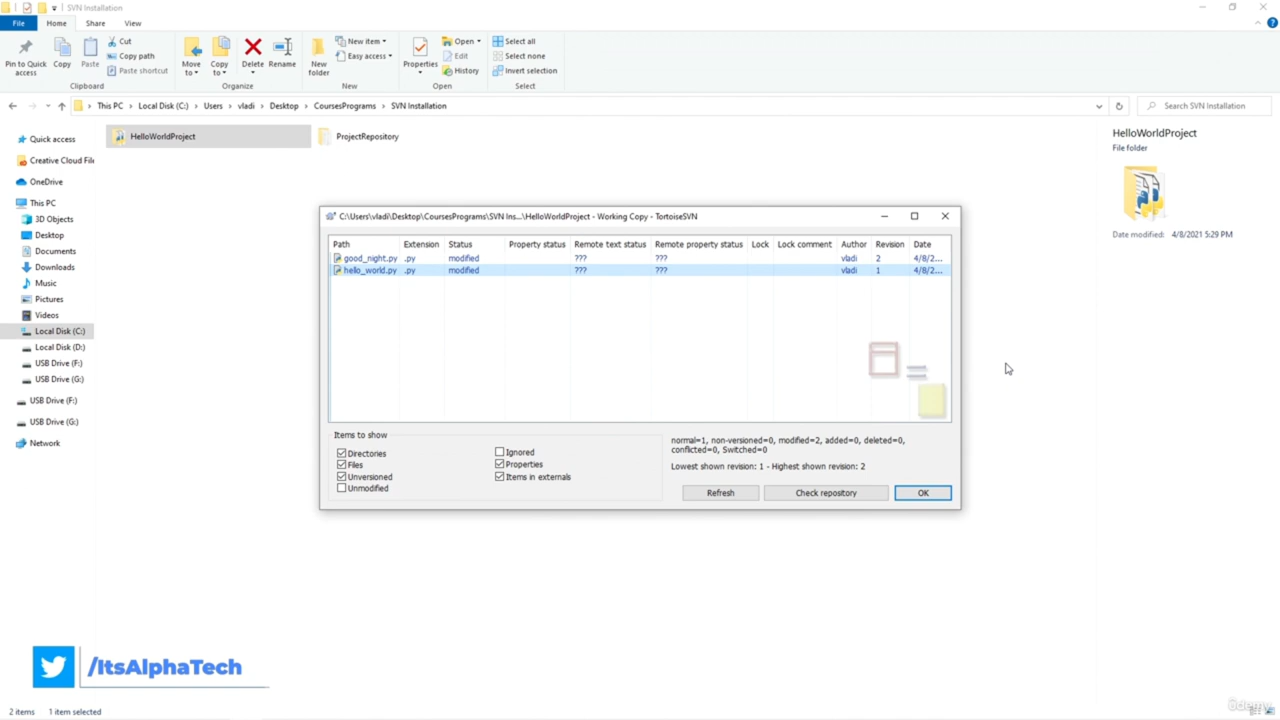 SVN Installation
File Home Share View
Pin to Quick access
Copy
Paste
Cut
Copy path
Paste shortcut
Clipboard
Move to
Copy to
Delete
Rename
Organize
New folder
New item
Easy access
New
Properties
Open
Edit
History
Open
Select all
Select none
Invert selection
Select
This PC > Local Disk (C:) > Users > vladi > Desktop > CoursesPrograms > SVN Installation
Search SVN Installation
Quick access
Creative Cloud File
OneDrive
This PC
3D Objects
Desktop
Documents
Downloads
Music
Pictures
Videos
Local Disk (C:)
Local Disk (D:)
USB Drive (F:)
USB Drive (G:)
USB Drive (F:)
USB Drive (G:)
Network
HelloWorldProject
ProjectRepository
HelloWorldProject
File folder
Date modified: 4/8/2021 5:29 PM
C:\Users\vladi\Desktop\CoursesPrograms\SVN Ins...\HelloWorldProject - Working Copy - TortoiseSVN
Path Extension Status Property status Remote text status Remote property status Lock Lock comment Author Revision Date
good_night.py .py modified ??? ??? vladi 2 4/8/2...
hello_world.py .py modified ??? ??? vladi 1 4/8/2...
Items to show
Directories
Files
Unversioned
Unmodified
Ignored
Properties
Items in externals
normal=1, non-versioned=0, modified=2, added=0, deleted=0,
conflicted=0, Switched=0
Lowest shown revision: 1 - Highest shown revision: 2
Refresh
Check repository
OK
/ItsAlphaTech
2 items 1 item selected
ûdemy